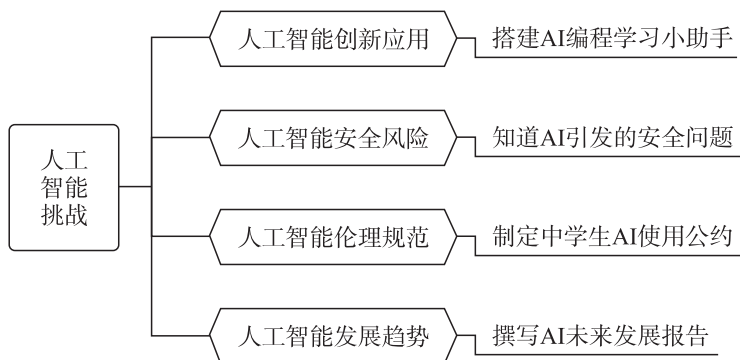 人工
智能
挑战
人工智能创新应用
搭建AI编程学习小助手
人工智能安全风险
知道AI引发的安全问题
人工智能伦理规范
制定中学生AI使用公约
人工智能发展趋势
撰写AI未来发展报告